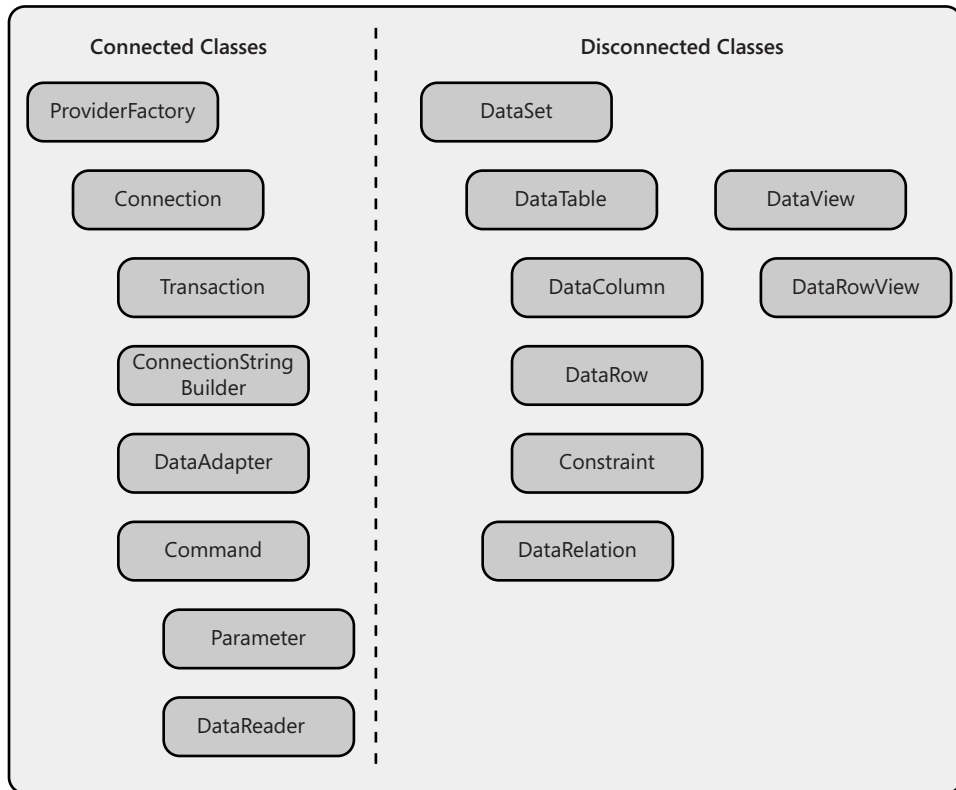 Connected Classes
ProviderFactory
Connection
Transaction
ConnectionString
Builder
DataAdapter
Command
Parameter
DataReader
Disconnected Classes
DataSet
DataTable
DataView
DataColumn
DataRowView
DataRow
Constraint
DataRelation